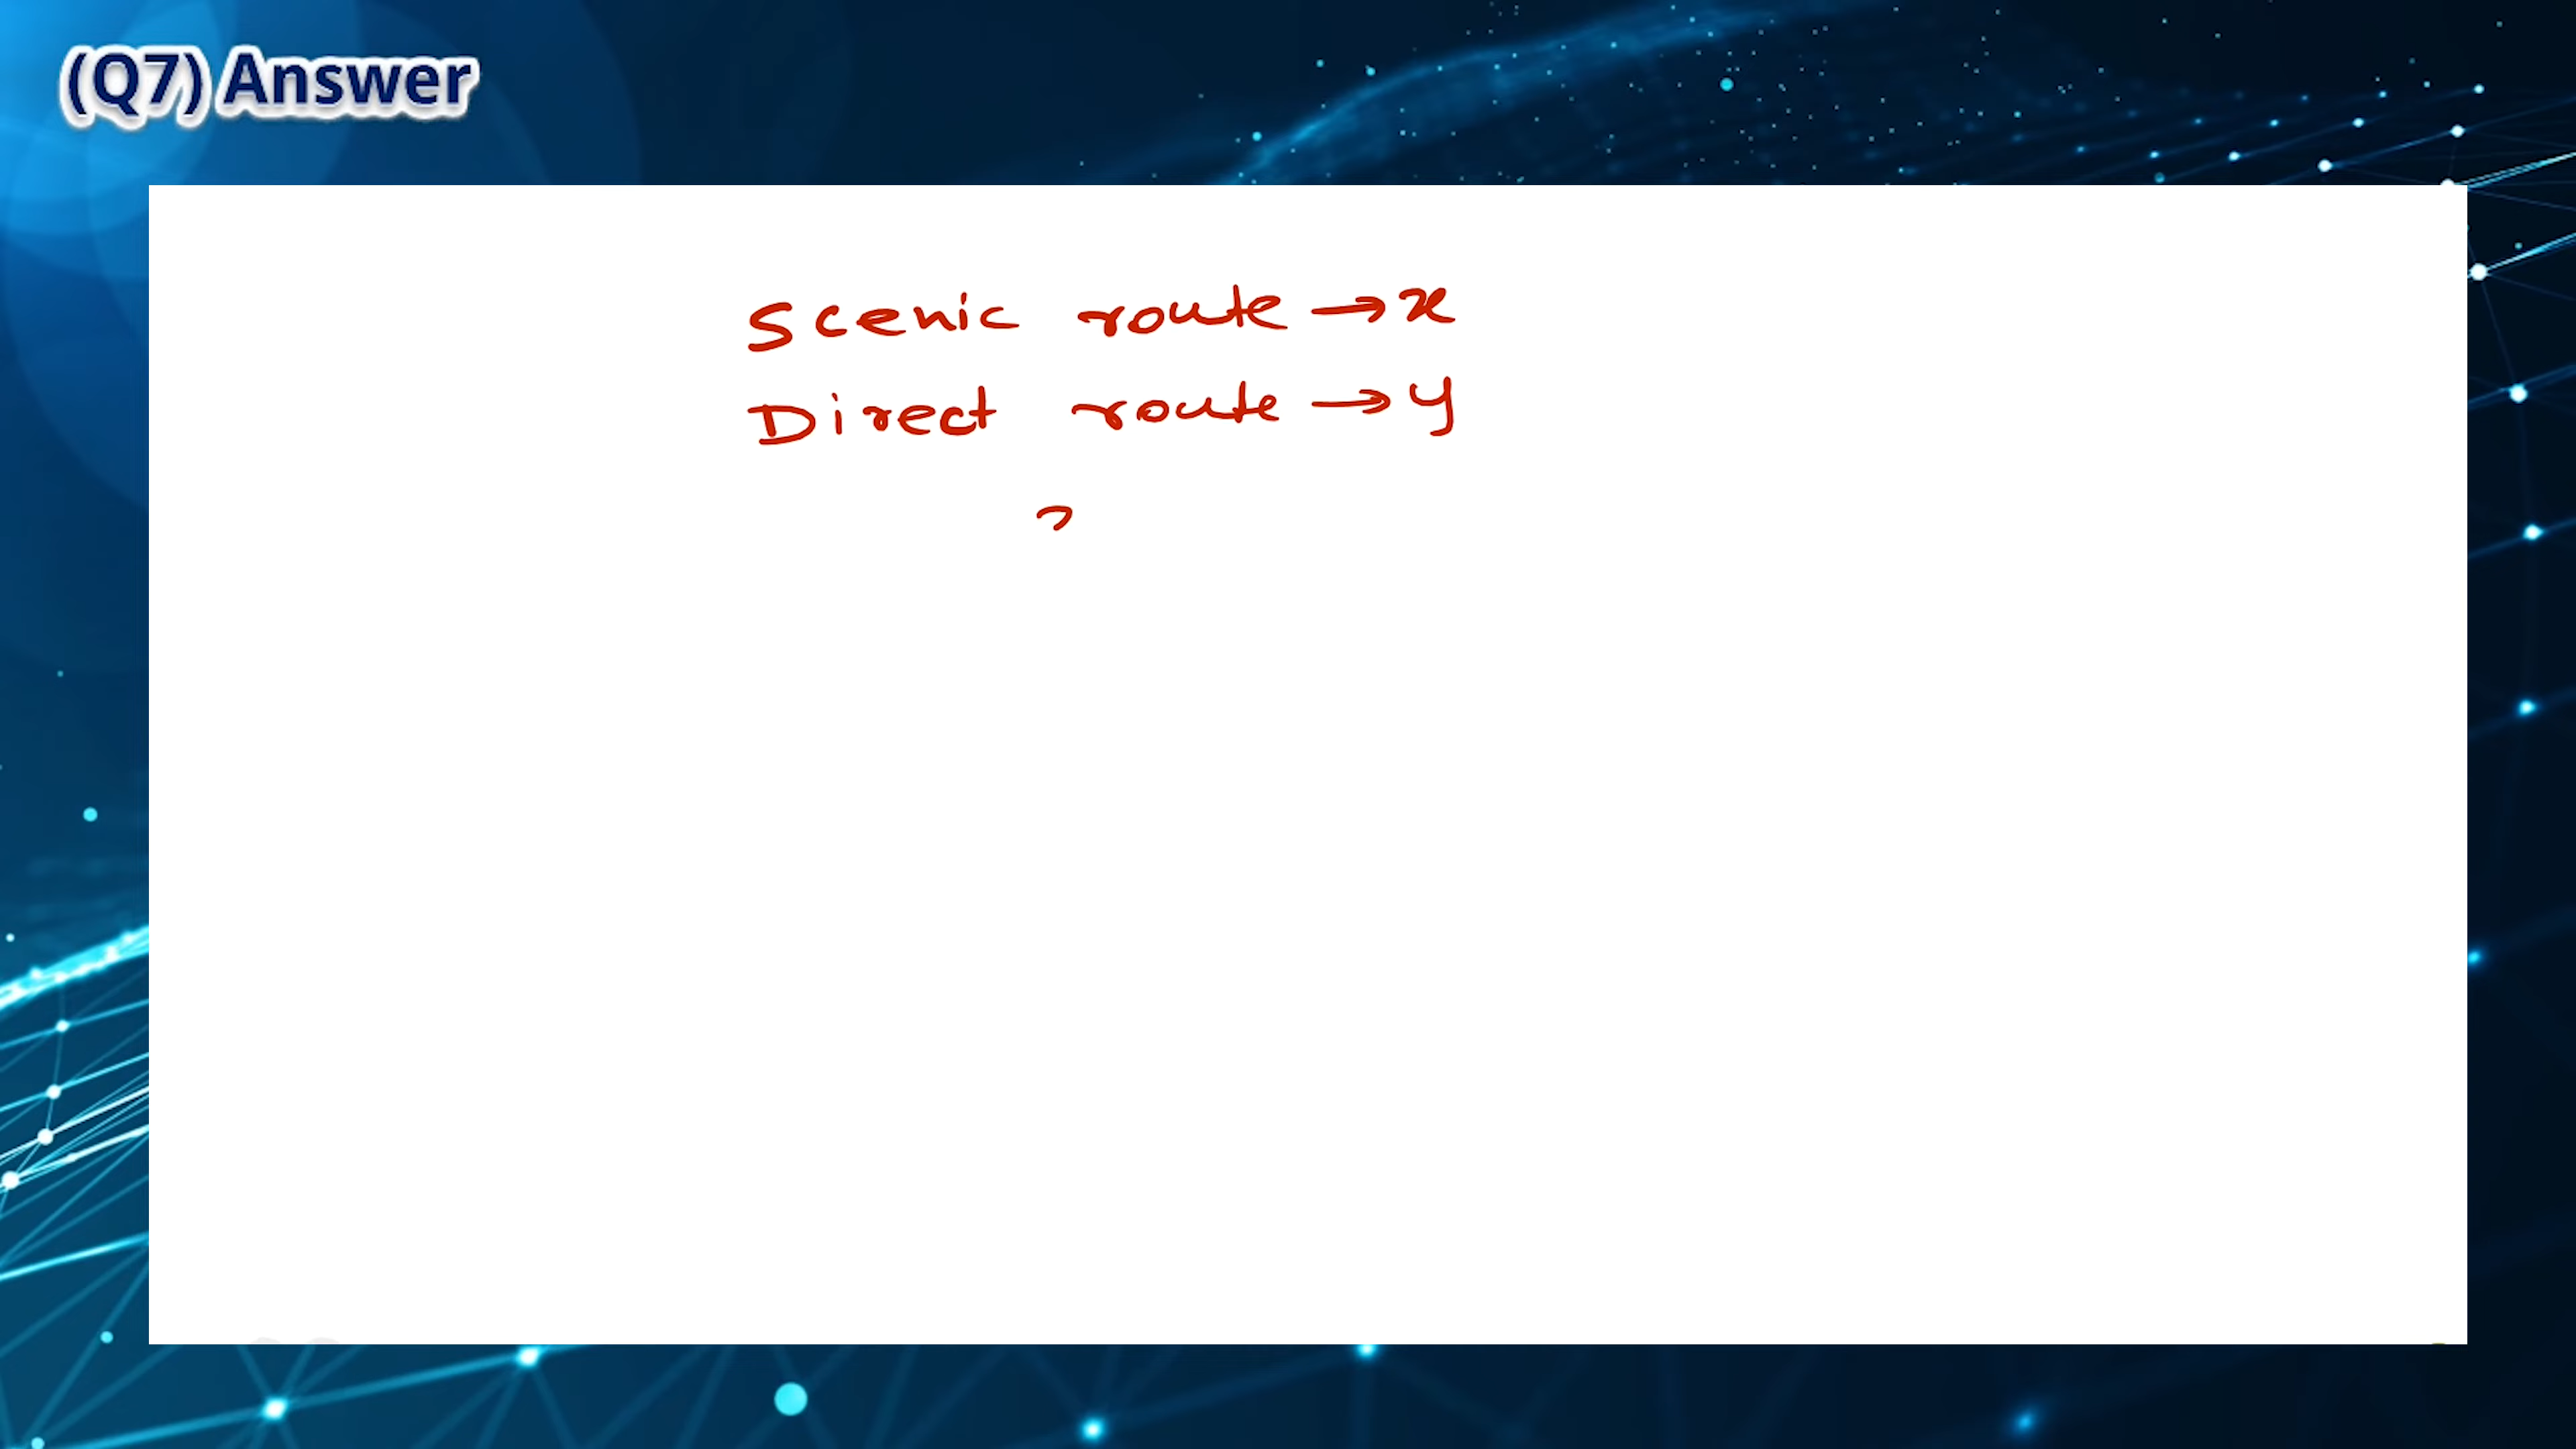 (Q7) Answer
Scenic route → x
Direct route → y